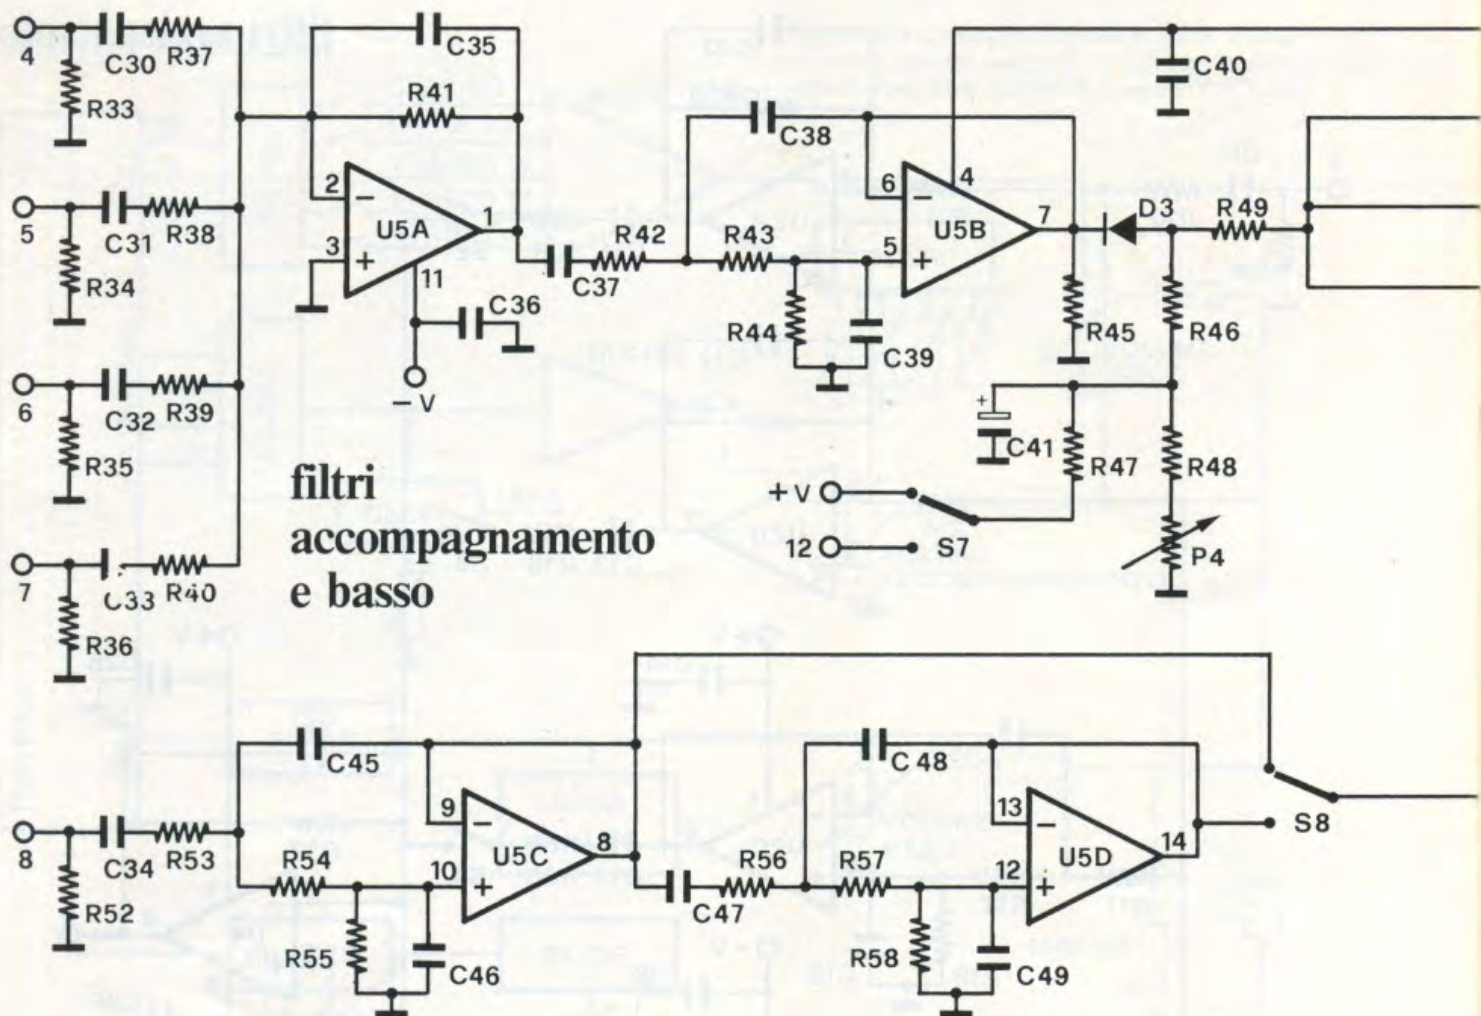 4
C30
R37
R33
C35
R41
C40
C38
5
C31
R38
R34
2
3
1
U5A
11
C36
- V
C37
R42
R43
R44
C39
6
5
4
7
U5B
D3
R49
R45
R46
6
C32
R39
R35
C41
+
R47
R48
+V
12
S7
P4
filtri
accompagnamento
e basso
7
C33
R40
R36
8
C34
R53
R52
C45
R54
R55
C46
9
10
8
U5C
C47
R56
R57
C48
R58
C49
13
12
14
U5D
S8